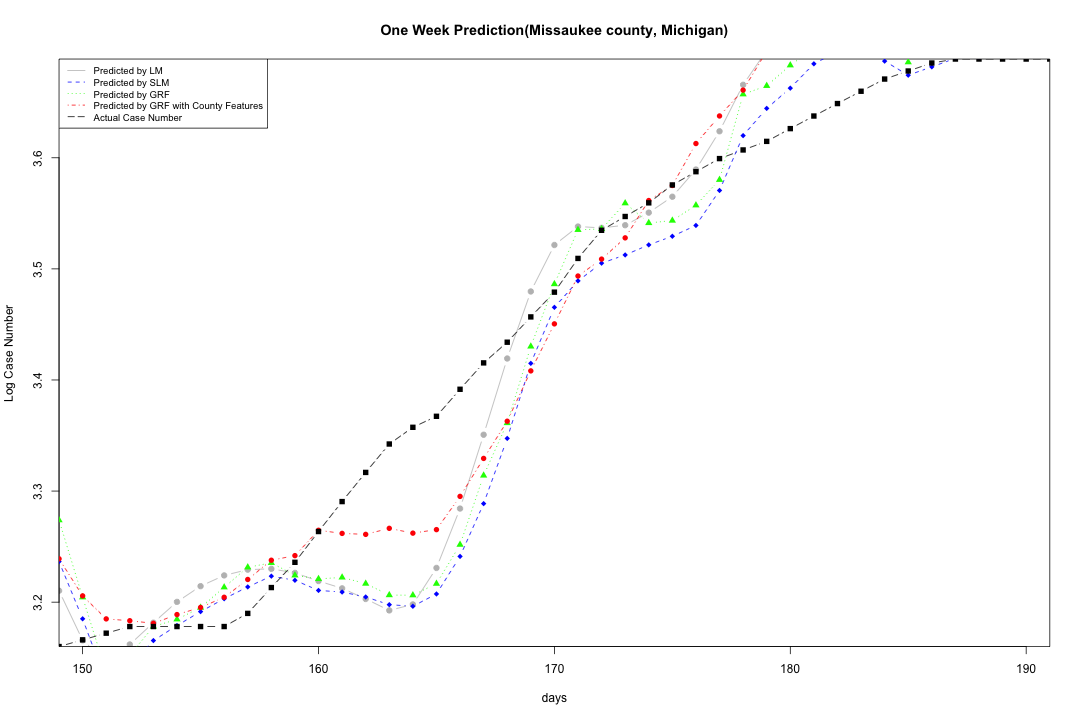 One Week Prediction(Missaukee county, Michigan)
Predicted by LM
Predicted by SLM
Predicted by GRF
Predicted by GRF with County Features
Actual Case Number
Log Case Number
3.6
3.5
3.4
3.3
3.2
150 160 170 180 190
days